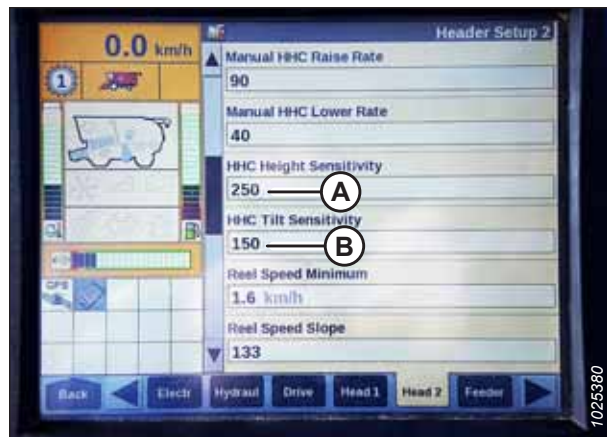 Header Setup 2
0.0 km/h
1
Manual HHC Raise Rate
90
Manual HHC Lower Rate
40
HHC Height Sensitivity
250
A
HHC Tilt Sensitivity
150
B
Reel Speed Minimum
1.6 km/h
Reel Speed Slope
133
GPS
Back
Electr
Hydraul
Drive
Head 1
Head 2
Feeder
1025380